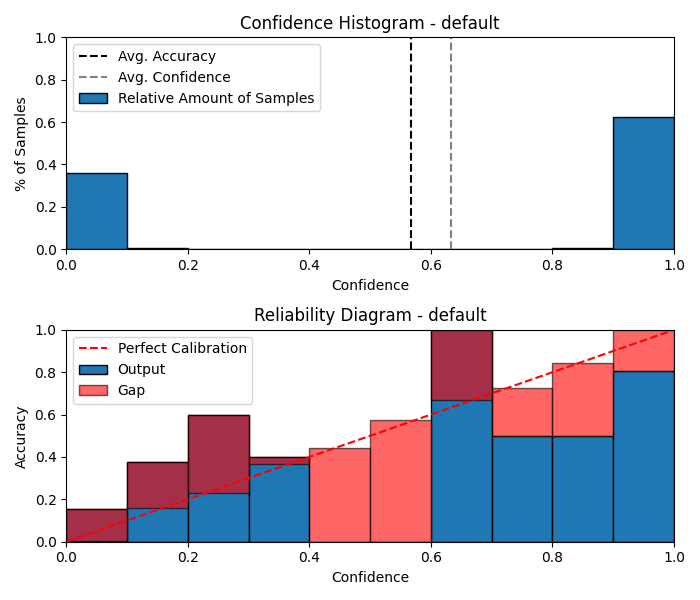 Confidence Histogram - default
1.0
0.8
0.6
0.4
0.2
0.0
% of Samples
Avg. Accuracy
Avg. Confidence
Relative Amount of Samples
0.0 0.2 0.4 0.6 0.8 1.0
Confidence
Reliability Diagram - default
1.0
0.8
0.6
0.4
0.2
0.0
Accuracy
Perfect Calibration
Output
Gap
0.0 0.2 0.4 0.6 0.8 1.0
Confidence